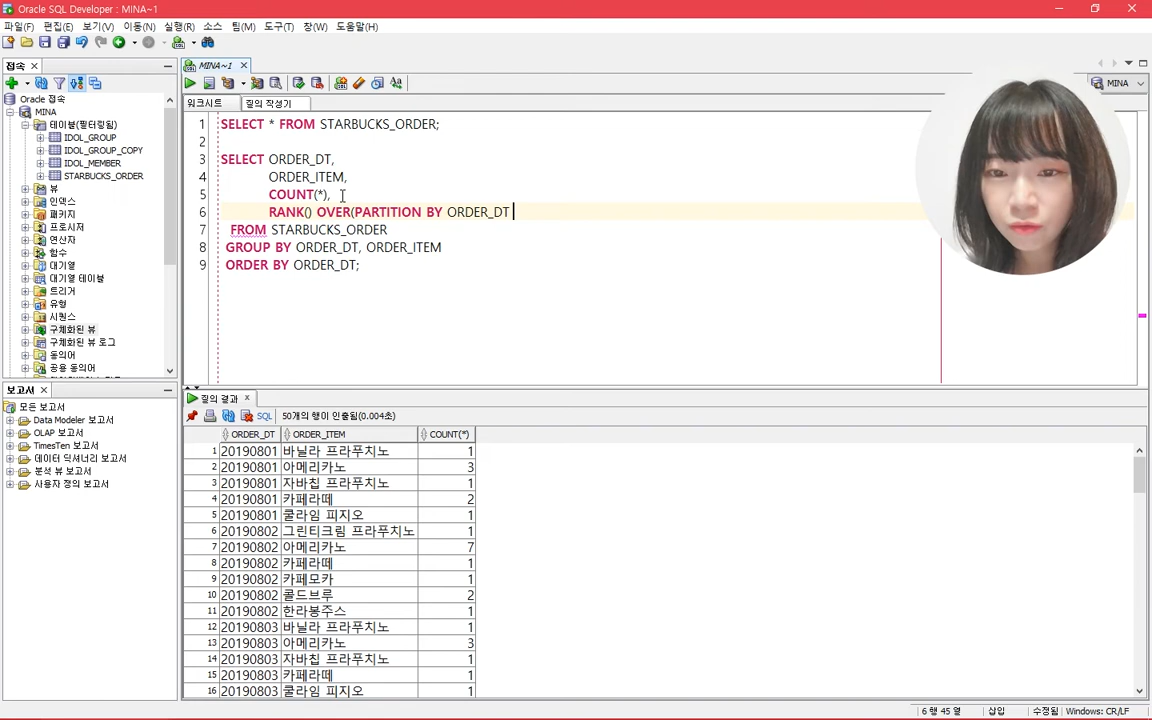 Oracle SQL Developer : MINA~1
파일(F) 편집(E) 보기(V) 이동(N) 실행(R) 소스 팀(M) 도구(T) 창(W) 도움말(H)
접속
Oracle 접속
MINA
테이블(필터링됨)
IDOL_GROUP
IDOL_GROUP_COPY
IDOL_MEMBER
STARBUCKS_ORDER
뷰
인덱스
패키지
프로시저
연산자
함수
대기열
대기열 테이블
트리거
유형
시퀀스
구체화된 뷰
구체화된 뷰 로그
동의어
공용 동의어
보고서
모든 보고서
Data Modeler 보고서
OLAP 보고서
TimesTen 보고서
데이터 딕셔너리 보고서
분석 뷰 보고서
사용자 정의 보고서
MINA~1
MINA
워크시트 질의 작성기
1 SELECT * FROM STARBUCKS_ORDER;
2
3 SELECT ORDER_DT,
4 ORDER_ITEM,
5 COUNT(*),
6 RANK() OVER(PARTITION BY ORDER_DT
7 FROM STARBUCKS_ORDER
8 GROUP BY ORDER_DT, ORDER_ITEM
9 ORDER BY ORDER_DT;
질의 결과
SQL 50개의 행이 인출됨(0.004초)
ORDER_DT ORDER_ITEM COUNT(*)
1 20190801 바닐라 프라푸치노 1
2 20190801 아메리카노 3
3 20190801 자바칩 프라푸치노 1
4 20190801 카페라떼 2
5 20190801 쿨라임 피지오 1
6 20190802 그린티크림 프라푸치노 1
7 20190802 아메리카노 7
8 20190802 카페라떼 1
9 20190802 카페모카 1
10 20190802 콜드브루 2
11 20190802 한라봉주스 1
12 20190803 바닐라 프라푸치노 1
13 20190803 아메리카노 3
14 20190803 자바칩 프라푸치노 1
15 20190803 카페라떼 1
16 20190803 쿨라임 피지오 1
6 행 45 열 삽입 수정됨 Windows: CR/LF